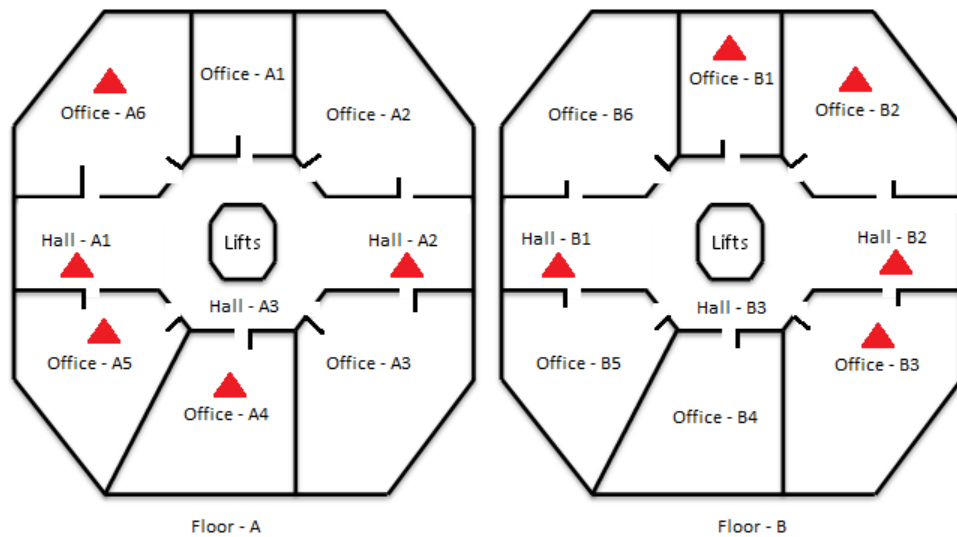 Office - A1
Office - A6
Office - A2
Hall - A1
Lifts
Hall - A2
Hall - A3
Office - A5
Office - A3
Office - A4
Floor - A
Office - B1
Office - B6
Office - B2
Hall - B1
Lifts
Hall - B2
Hall - B3
Office - B5
Office - B3
Office - B4
Floor - B